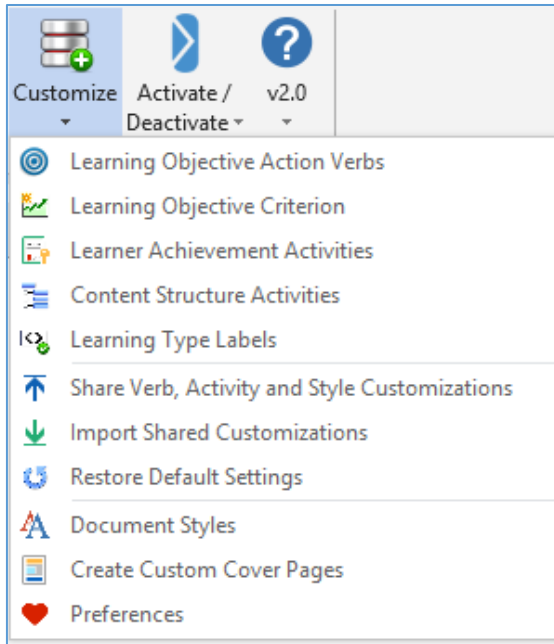 Customize Activate / v2.0
Deactivate
Learning Objective Action Verbs
Learning Objective Criterion
Learner Achievement Activities
Content Structure Activities
Learning Type Labels
Share Verb, Activity and Style Customizations
Import Shared Customizations
Restore Default Settings
Document Styles
Create Custom Cover Pages
Preferences